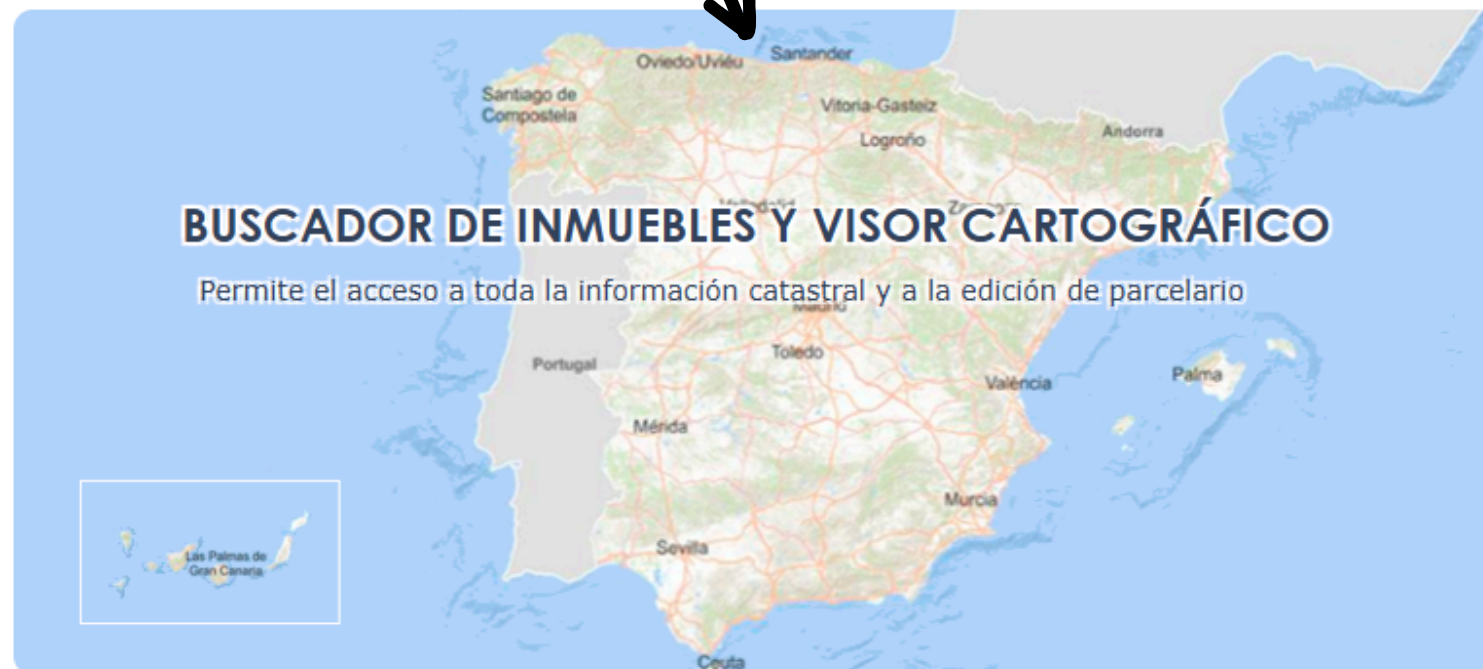 Oviedo/Uviéu
Santander
Santiago de
Compostela
Vitoria-Gasteiz
Logroño
Andorra
BUSCADOR DE INMUEBLES Y VISOR CARTOGRÁFICO
Permite el acceso a toda la información catastral y a la edición de parcelario
Toledo
Portugal
València
Palma
Mérida
Murcia
Sevilla
Las Palmas de
Gran Canaria
Ceuta